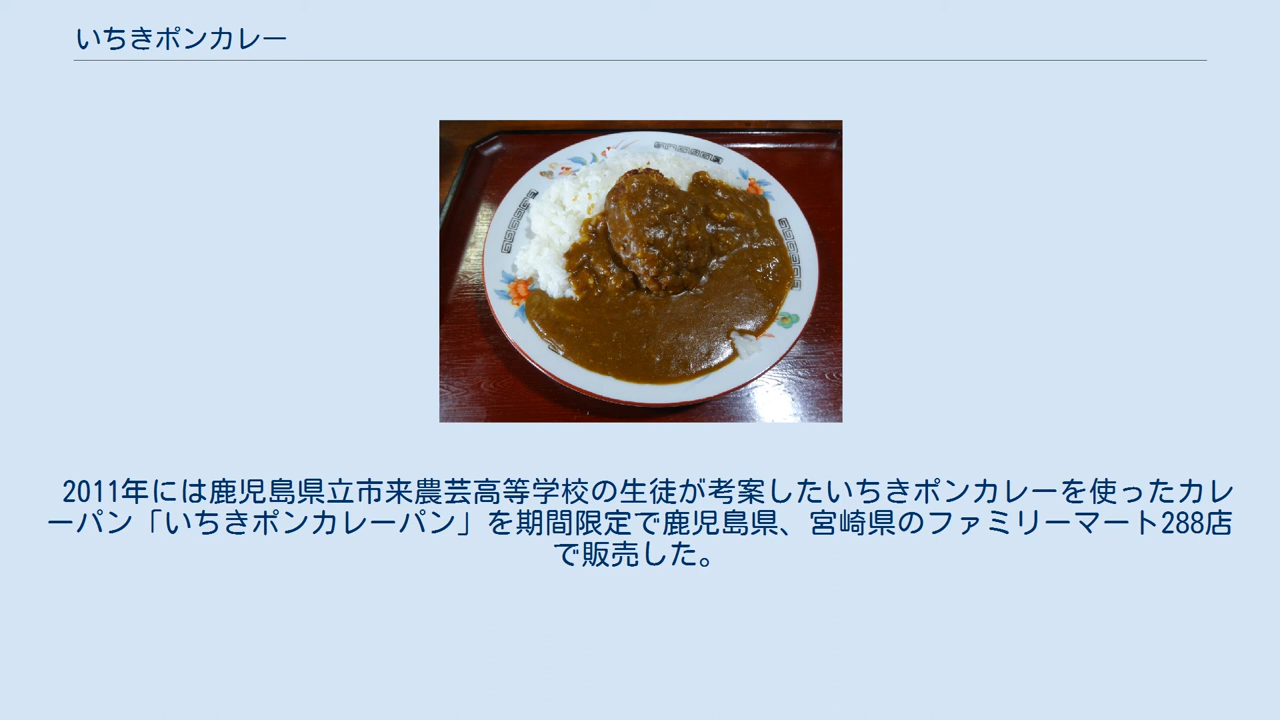 いちきポンカレー
2011年には鹿児島県立市来農芸高等学校の生徒が考案したいちきポンカレーを使ったカレ
ーパン「いちきポンカレーパン」を期間限定で鹿児島県、宮崎県のファミリーマート288店
で販売した。